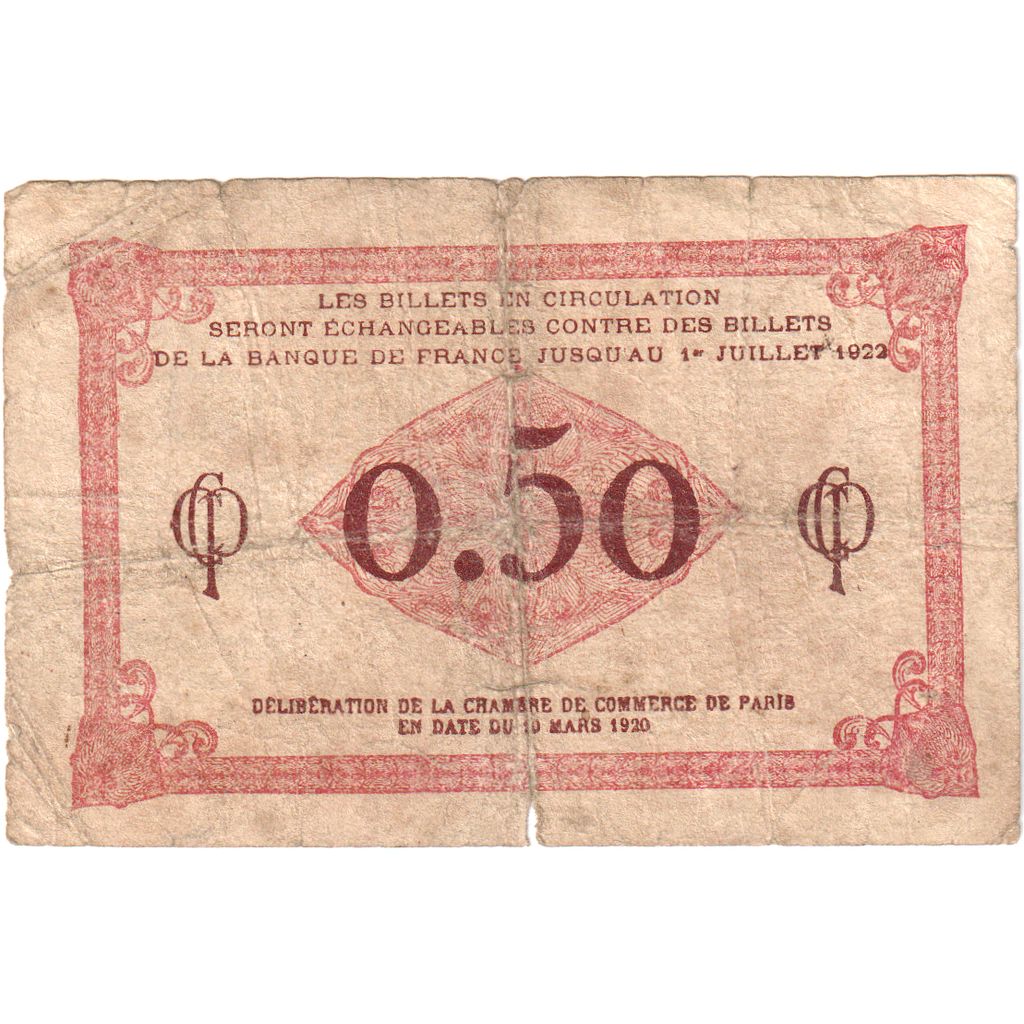 LES BILLETS EN CIRCULATION
SERONT ÉCHANGEABLES CONTRE DES BILLETS
DE LA BANQUE DE FRANCE JUSQU'AU 1er JUILLET 1922
0.50
DÉLIBÉRATION DE LA CHAMBRE DE COMMERCE DE PARIS
EN DATE DU 10 MARS 1920